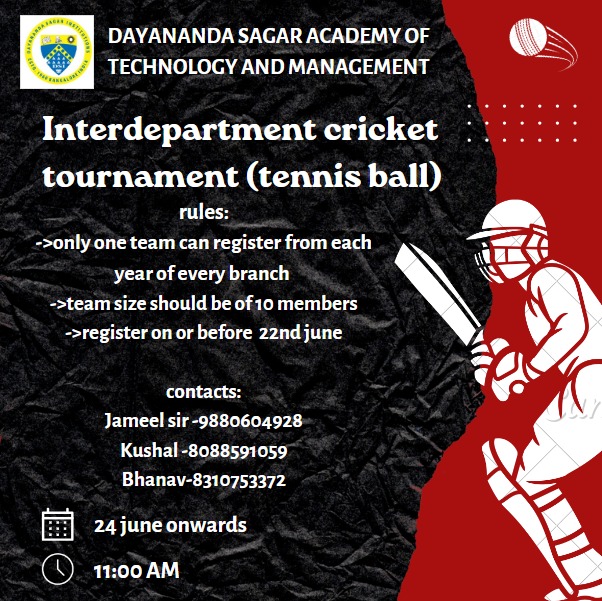 DAYANANDA SAGAR ACADEMY OF
TECHNOLOGY AND MANAGEMENT
Interdepartment cricket
tournament (tennis ball)
rules:
->only one team can register from each
year of every branch
->team size should be of 10 members
->register on or before 22nd june
contacts:
Jameel sir -9880604928
Kushal -8088591059
Bhanav-8310753372
24 june onwards
11:00 AM